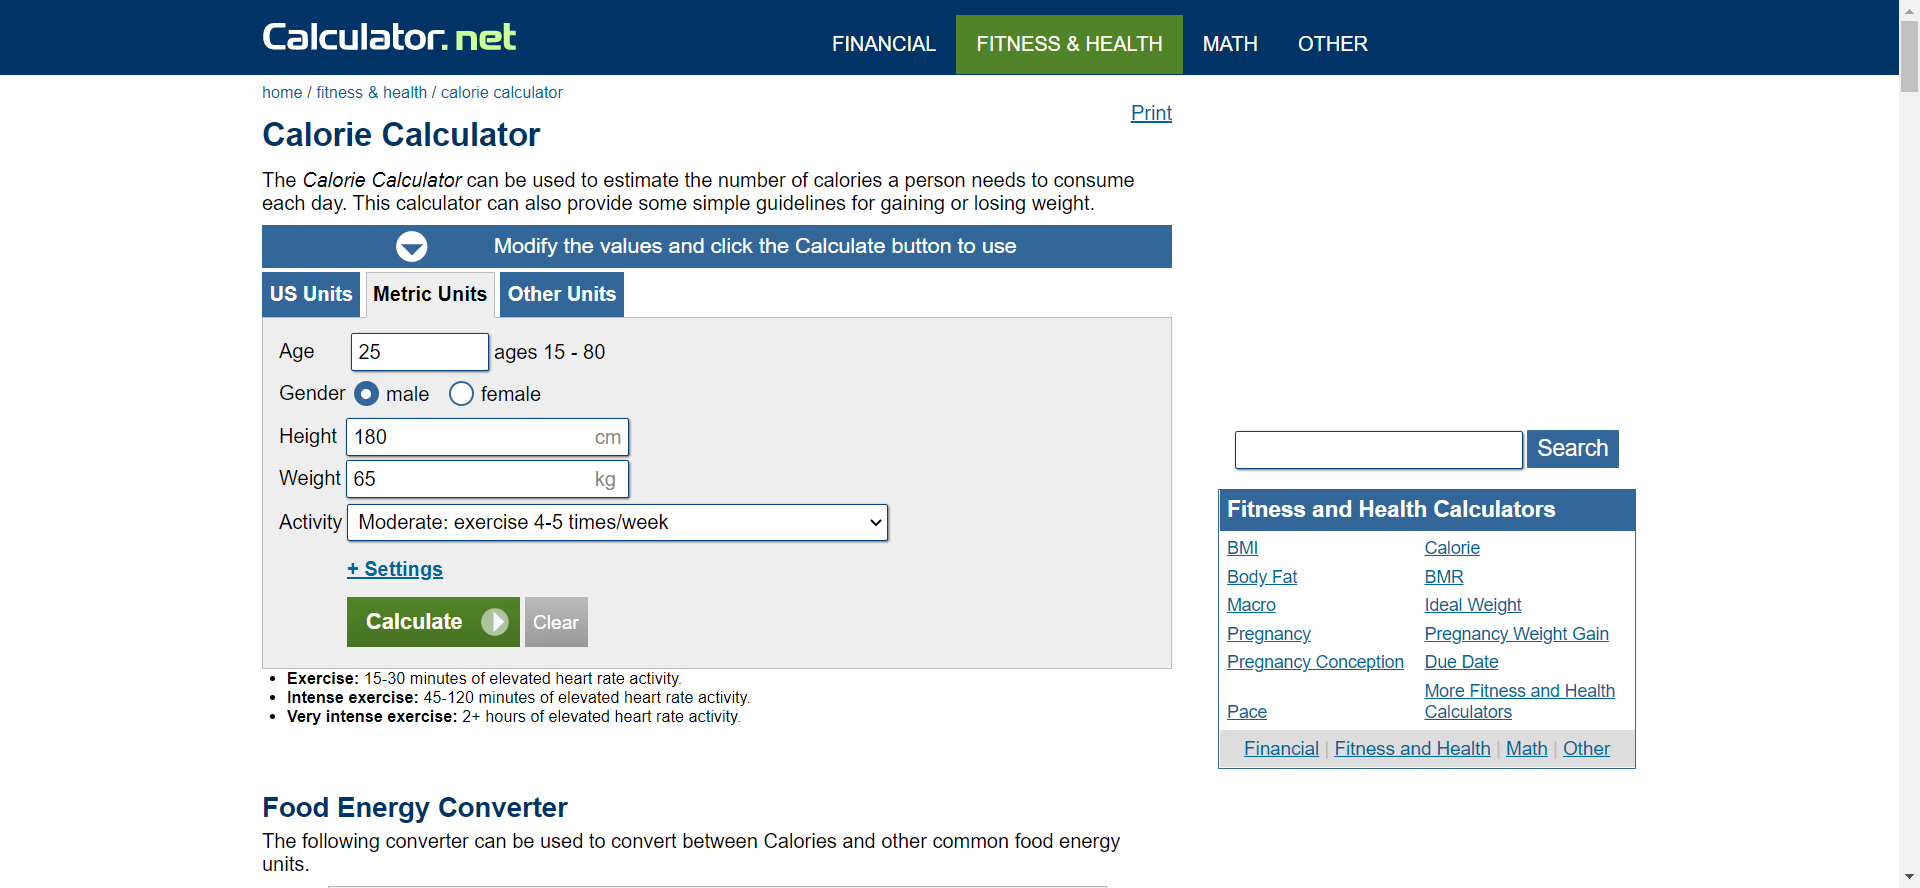 Calculator.net
FINANCIAL
FITNESS & HEALTH
MATH
OTHER
home / fitness & health / calorie calculator
Print
Calorie Calculator
The Calorie Calculator can be used to estimate the number of calories a person needs to consume
each day. This calculator can also provide some simple guidelines for gaining or losing weight.
Modify the values and click the Calculate button to use
US Units
Metric Units
Other Units
Age 25 ages 15 - 80
Gender male female
Height 180 cm
Weight 65 kg
Activity Moderate: exercise 4-5 times/week
+ Settings
Calculate
Clear
Exercise: 15-30 minutes of elevated heart rate activity.
Intense exercise: 45-120 minutes of elevated heart rate activity.
Very intense exercise: 2+ hours of elevated heart rate activity.
Food Energy Converter
The following converter can be used to convert between Calories and other common food energy
units.
Search
Fitness and Health Calculators
BMI
Calorie
Body Fat
BMR
Macro
Ideal Weight
Pregnancy
Pregnancy Weight Gain
Pregnancy Conception
Due Date
Pace
More Fitness and Health
Calculators
Financial | Fitness and Health | Math | Other